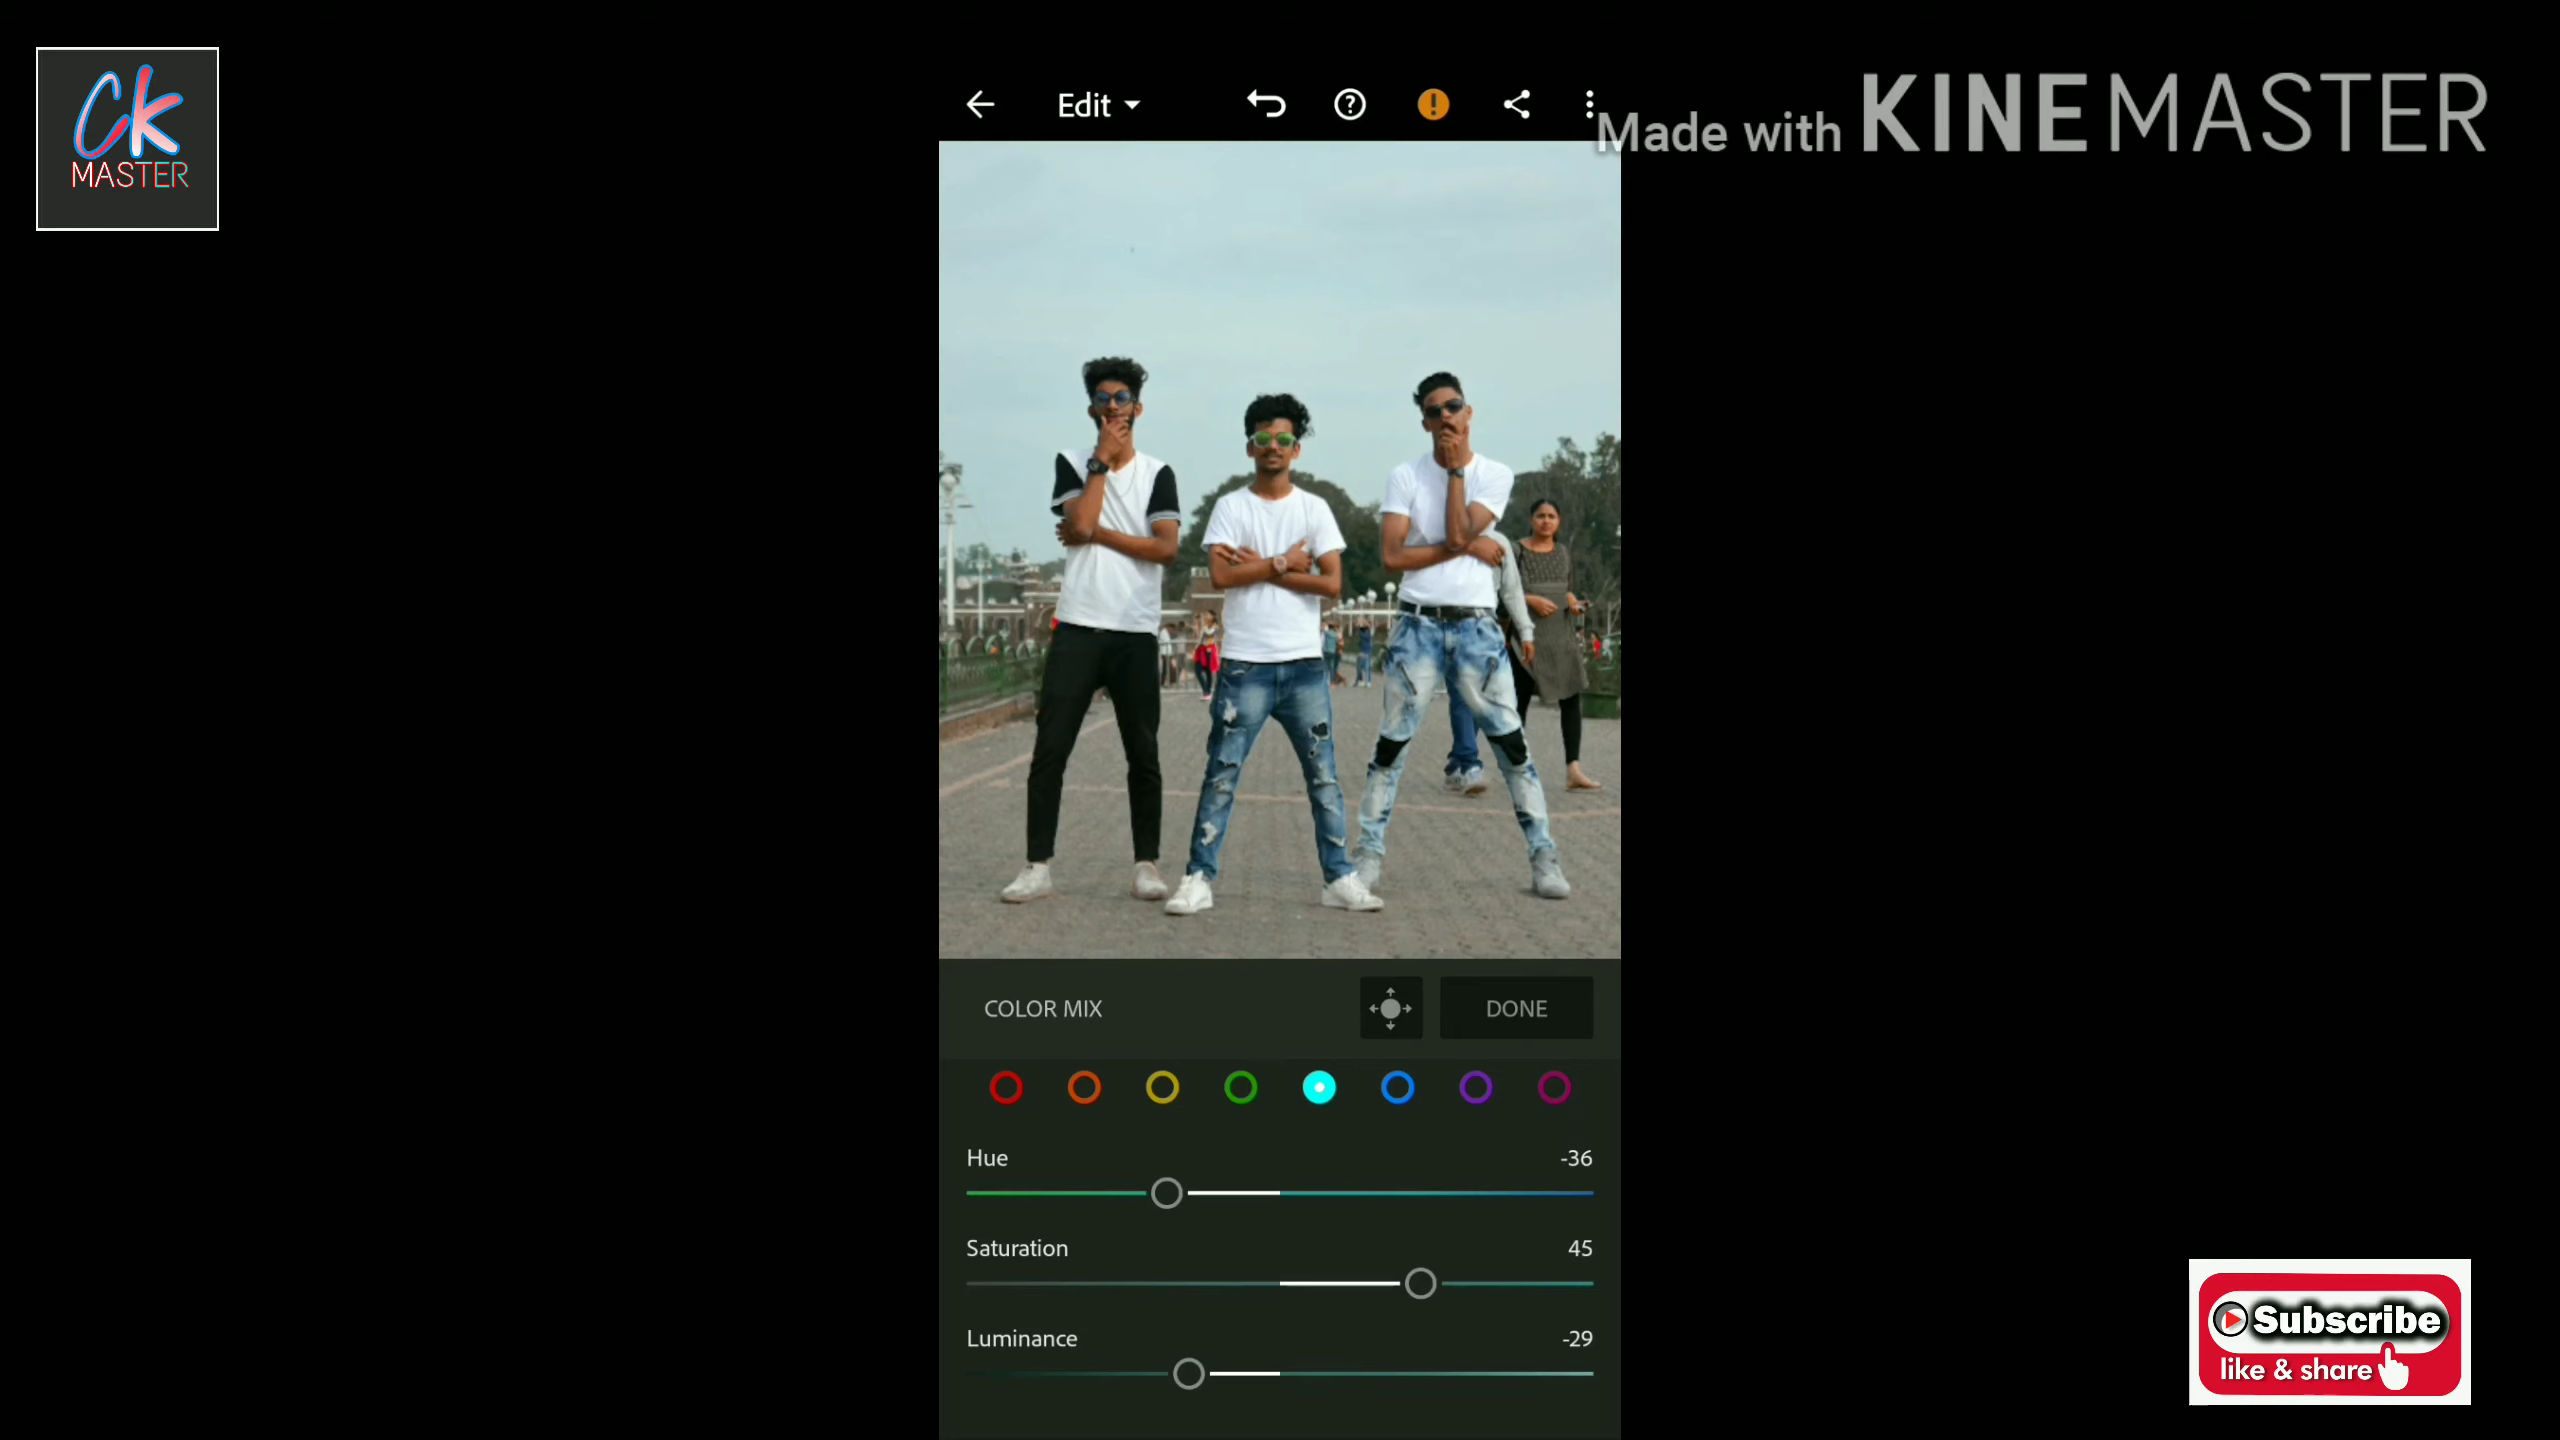 Ck
MASTER
Edit
Made with KINEMASTER
COLOR MIX
DONE
Hue
-36
Saturation
45
Luminance
-29
Subscribe
like & share